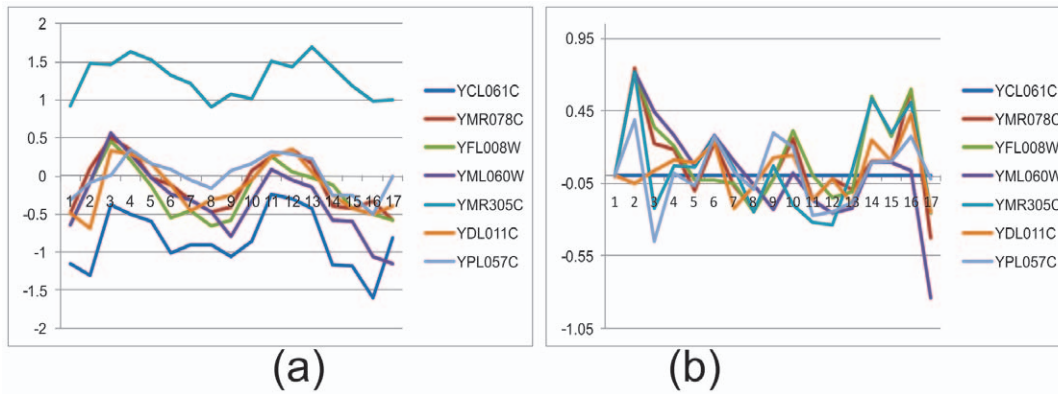 2
1.5
1
0.5
0
-0.5
-1
-1.5
-2
1 2 3 4 5 6 7 8 9 10 11 12 13 14 15 16 17
YCL061C
YMR078C
YFL008W
YML060W
YMR305C
YDL011C
YPL057C
(a)
0.95
0.45
-0.05
-0.55
-1.05
1 2 3 4 5 6 7 8 9 10 11 12 13 14 15 16 17
YCL061C
YMR078C
YFL008W
YML060W
YMR305C
YDL011C
YPL057C
(b)